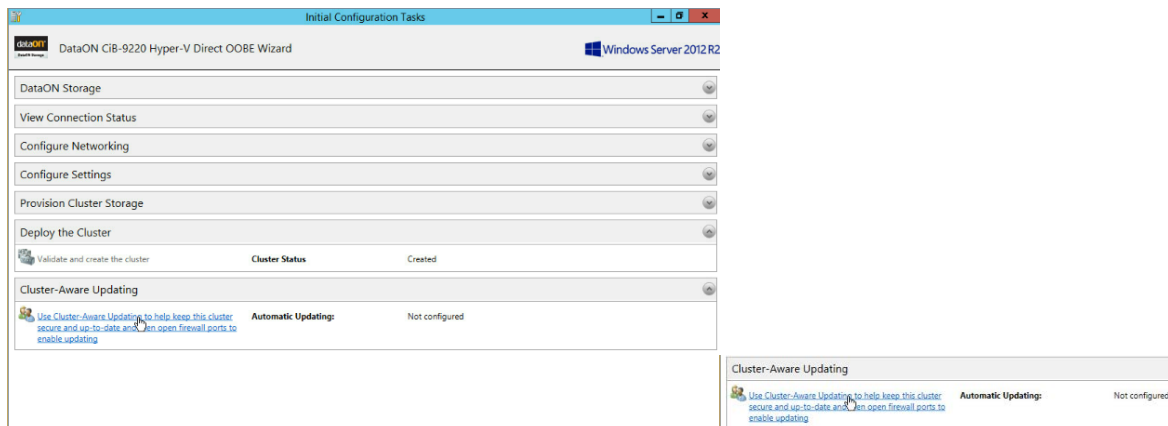 Initial Configuration Tasks
dataON
DataON CiB-9220 Hyper-V Direct OOBE Wizard
Windows Server 2012 R2
DataON Storage
View Connection Status
Configure Networking
Configure Settings
Provision Cluster Storage
Deploy the Cluster
Validate and create the cluster Cluster Status Created
Cluster-Aware Updating
Use Cluster-Aware Updating to help keep this cluster Automatic Updating: Not configured
secure and up-to-date and open firewall ports to
enable updating
Cluster-Aware Updating
Use Cluster-Aware Updating to help keep this cluster Automatic Updating: Not configured
secure and up-to-date and open firewall ports to
enable updating